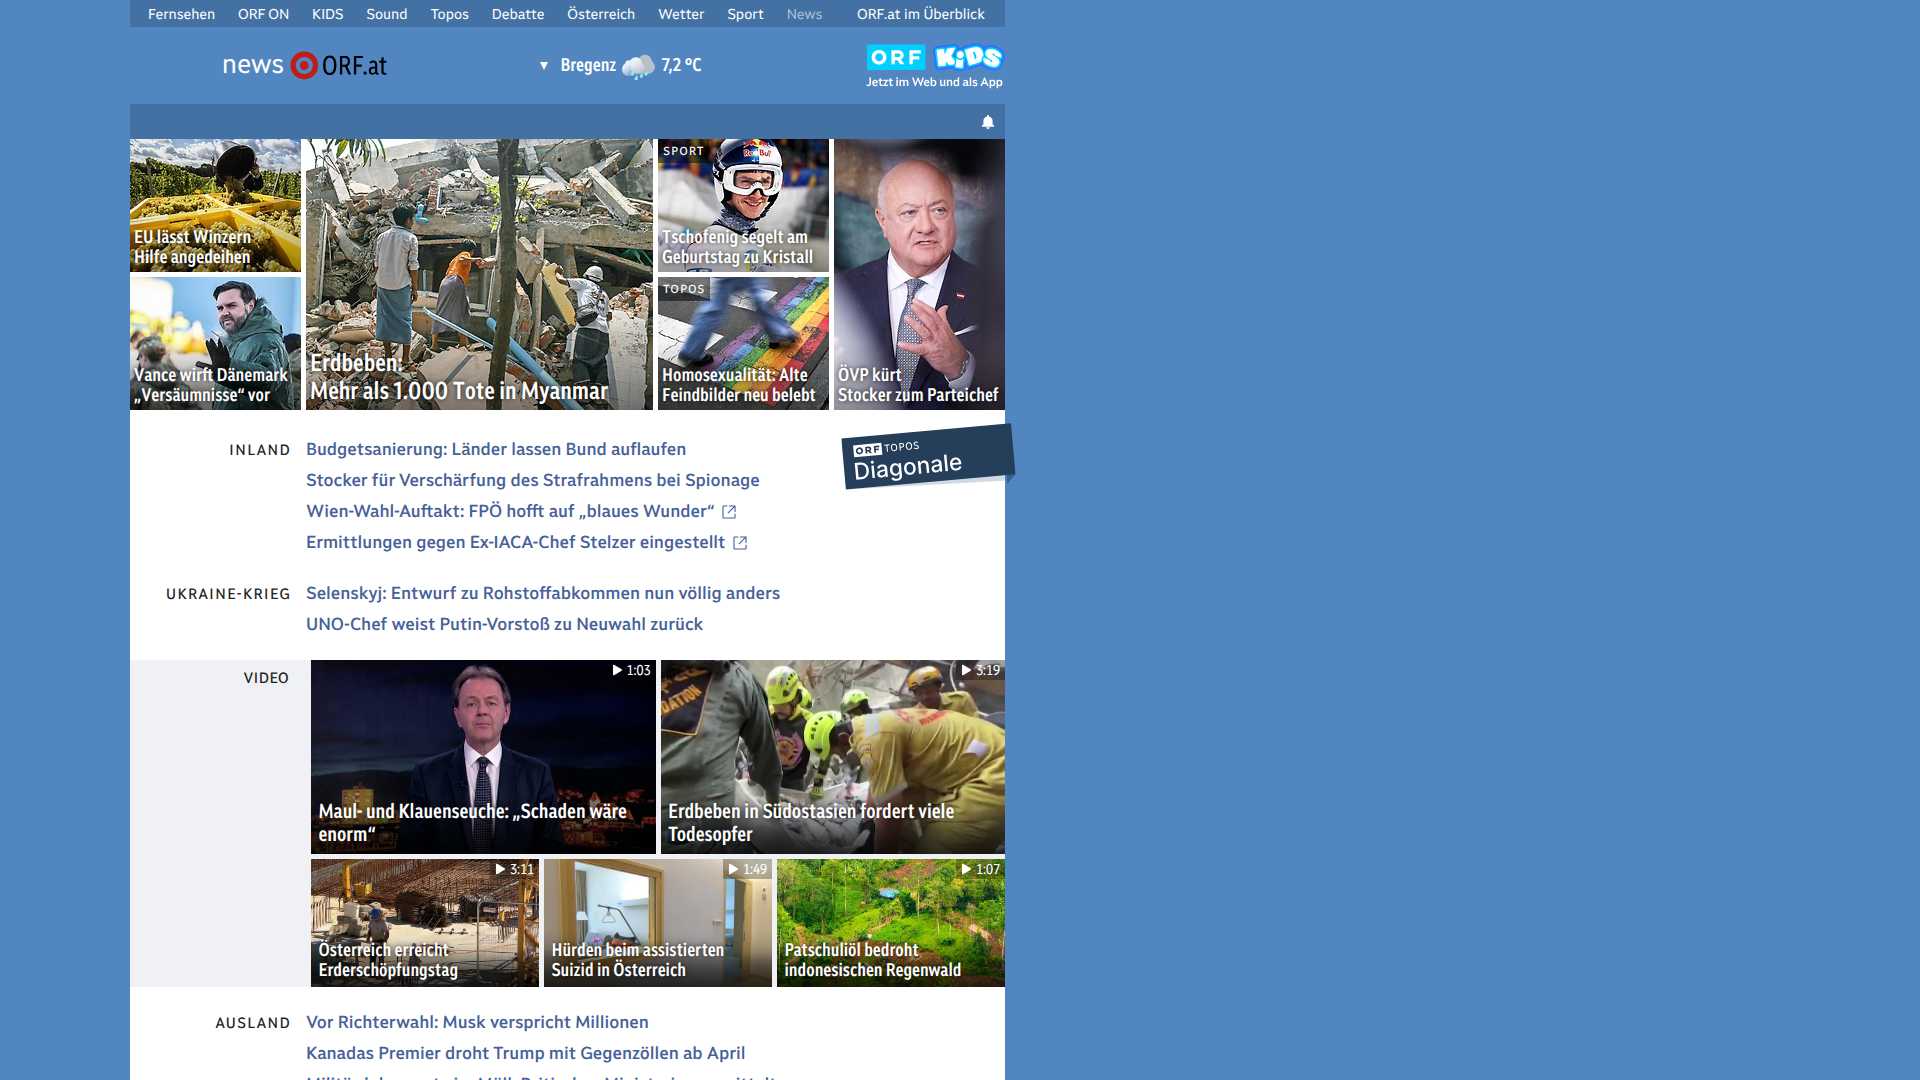 Fernsehen ORF ON KIDS Sound Topos Debatte Österreich Wetter Sport News ORF.at im Überblick
news ORF.at
▼ Bregenz 7,2 °C
ORF KiDS
Jetzt im Web und als App
EU lässt Winzern
Hilfe angedeihen
Vance wirft Dänemark
„Versäumnisse“ vor
Erdbeben:
Mehr als 1.000 Tote in Myanmar
SPORT
Red Bull
Tschofenig segelt am
Geburtstag zu Kristall
TOPOS
Homosexualität: Alte
Feindbilder neu belebt
ÖVP kürt
Stocker zum Parteichef
INLAND
Budgetsanierung: Länder lassen Bund auflaufen
Stocker für Verschärfung des Strafrahmens bei Spionage
Wien-Wahl-Auftakt: FPÖ hofft auf „blaues Wunder“
Ermittlungen gegen Ex-IACA-Chef Stelzer eingestellt
ORF TOPOS
Diagonale
UKRAINE-KRIEG
Selenskyj: Entwurf zu Rohstoffabkommen nun völlig anders
UNO-Chef weist Putin-Vorstoß zu Neuwahl zurück
VIDEO
1:03
Maul- und Klauenseuche: „Schaden wäre
enorm“
3:19
Erdbeben in Südostasien fordert viele
Todesopfer
3:11
Österreich erreicht
Erderschöpfungstag
1:49
Hürden beim assistierten
Suizid in Österreich
1:07
Patschuliöl bedroht
indonesischen Regenwald
AUSLAND
Vor Richterwahl: Musk verspricht Millionen
Kanadas Premier droht Trump mit Gegenzöllen ab April